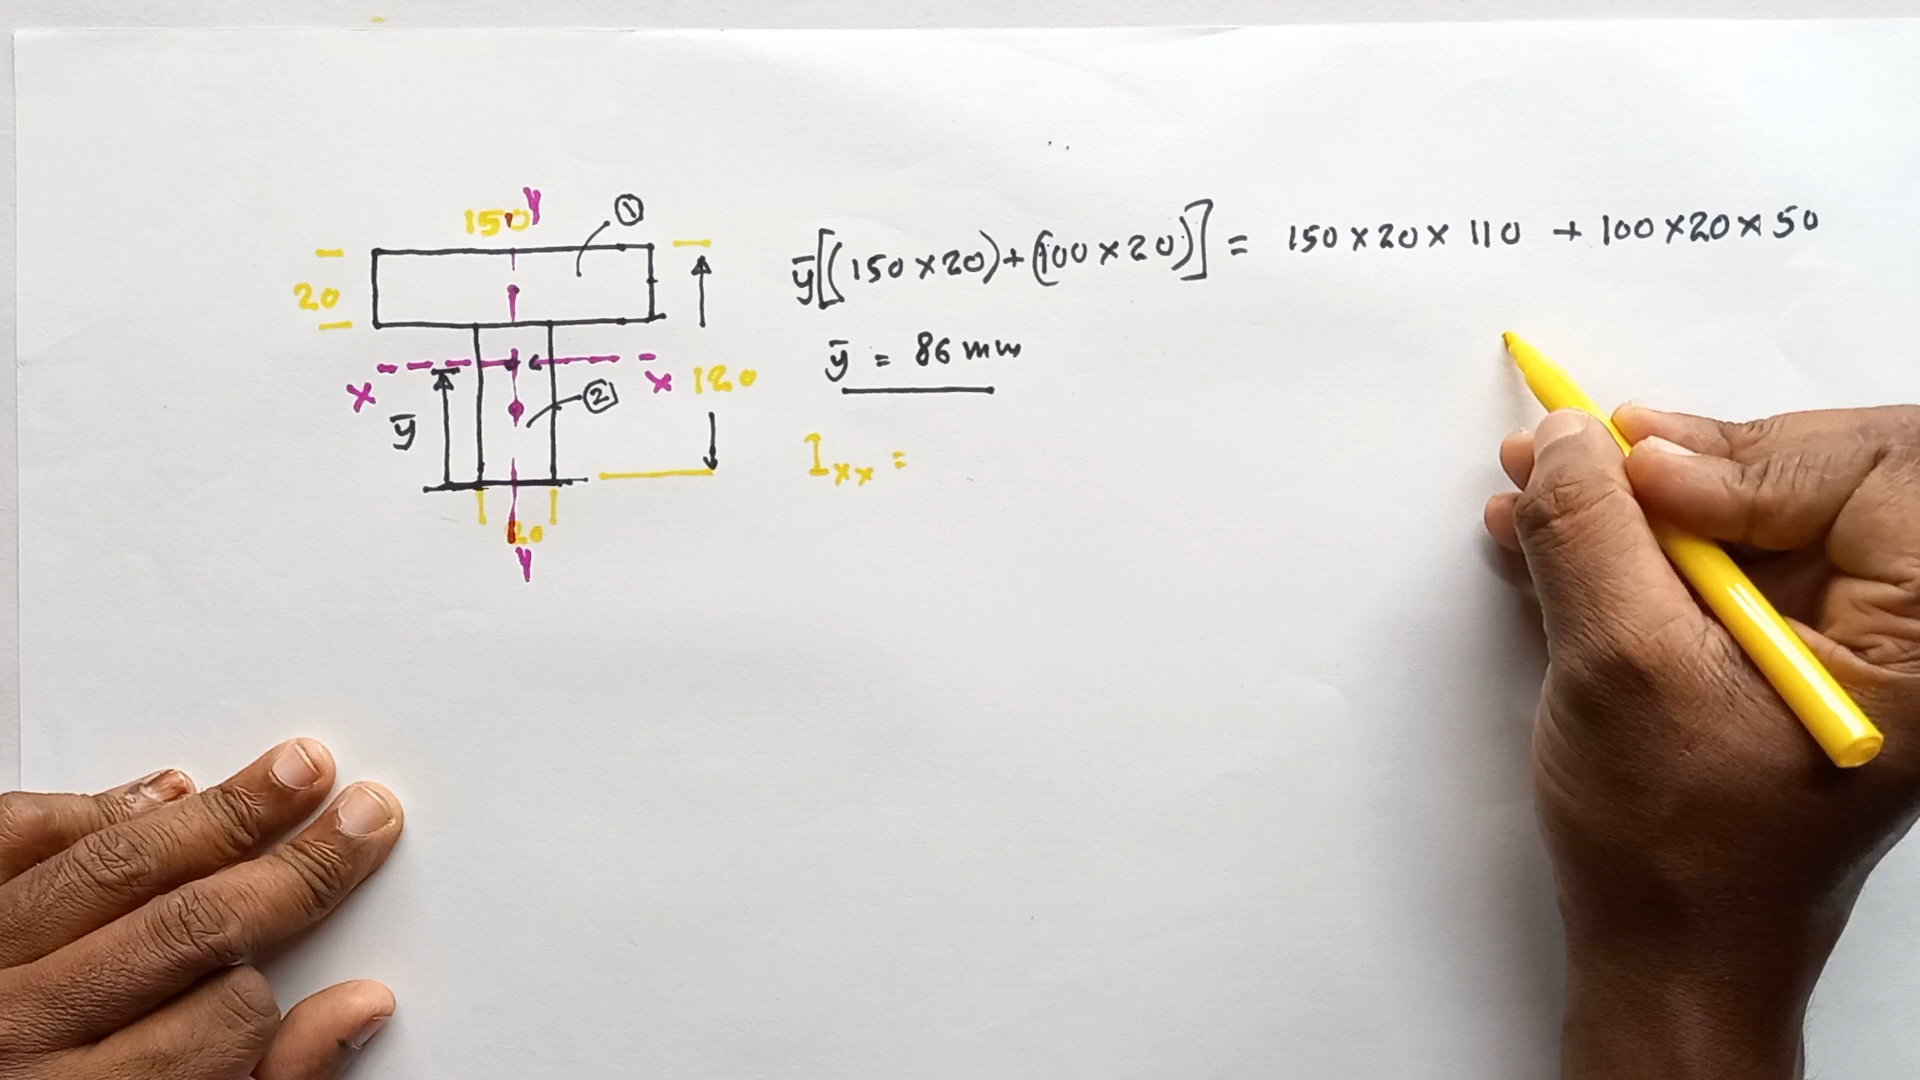 150 Y
①
20
X
X
120
②
ȳ
20
Y
ȳ[(150×20)+(100×20)] = 150×20×110 + 100×20×50
ȳ = 86 mm
Ixx =